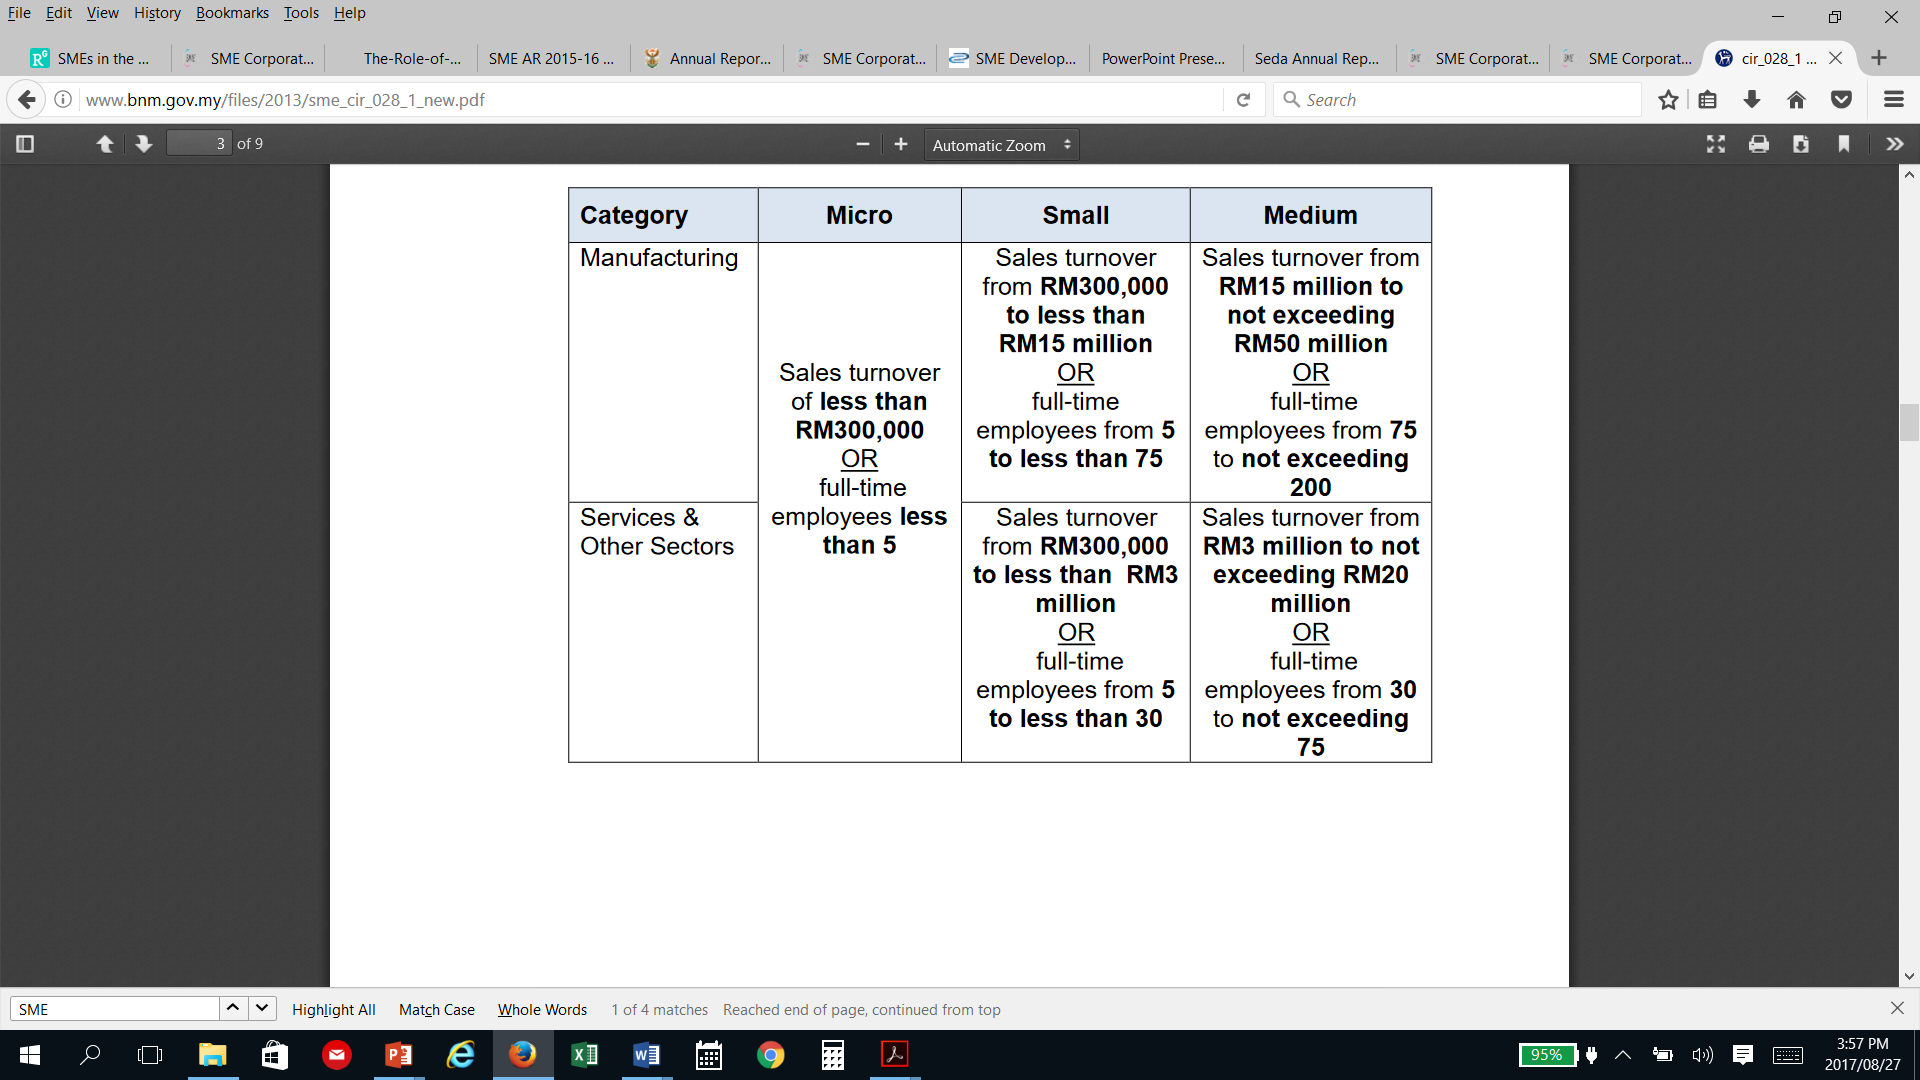 File Edit View History Bookmarks Tools Help
SMEs in the ... SME Corporat... The-Role-of-... SME AR 2015-16 ... Annual Repor... SME Corporat... SME Develop... PowerPoint Prese... Seda Annual Rep... SME Corporat... SME Corporat... cir_028_1 ...
www.bnm.gov.my/files/2013/sme_cir_028_1_new.pdf
Search
3 of 9
Automatic Zoom
Category Micro Small Medium
Manufacturing
Sales turnover
of less than
RM300,000
OR
full-time
employees less
than 5
Sales turnover
from RM300,000
to less than
RM15 million
OR
full-time
employees from 5
to less than 75
Sales turnover from
RM15 million to
not exceeding
RM50 million
OR
full-time
employees from 75
to not exceeding
200
Services &
Other Sectors
Sales turnover
from RM300,000
to less than RM3
million
OR
full-time
employees from 5
to less than 30
Sales turnover from
RM3 million to not
exceeding RM20
million
OR
full-time
employees from 30
to not exceeding
75
SME Highlight All Match Case Whole Words 1 of 4 matches Reached end of page, continued from top
95%
3:57 PM
2017/08/27